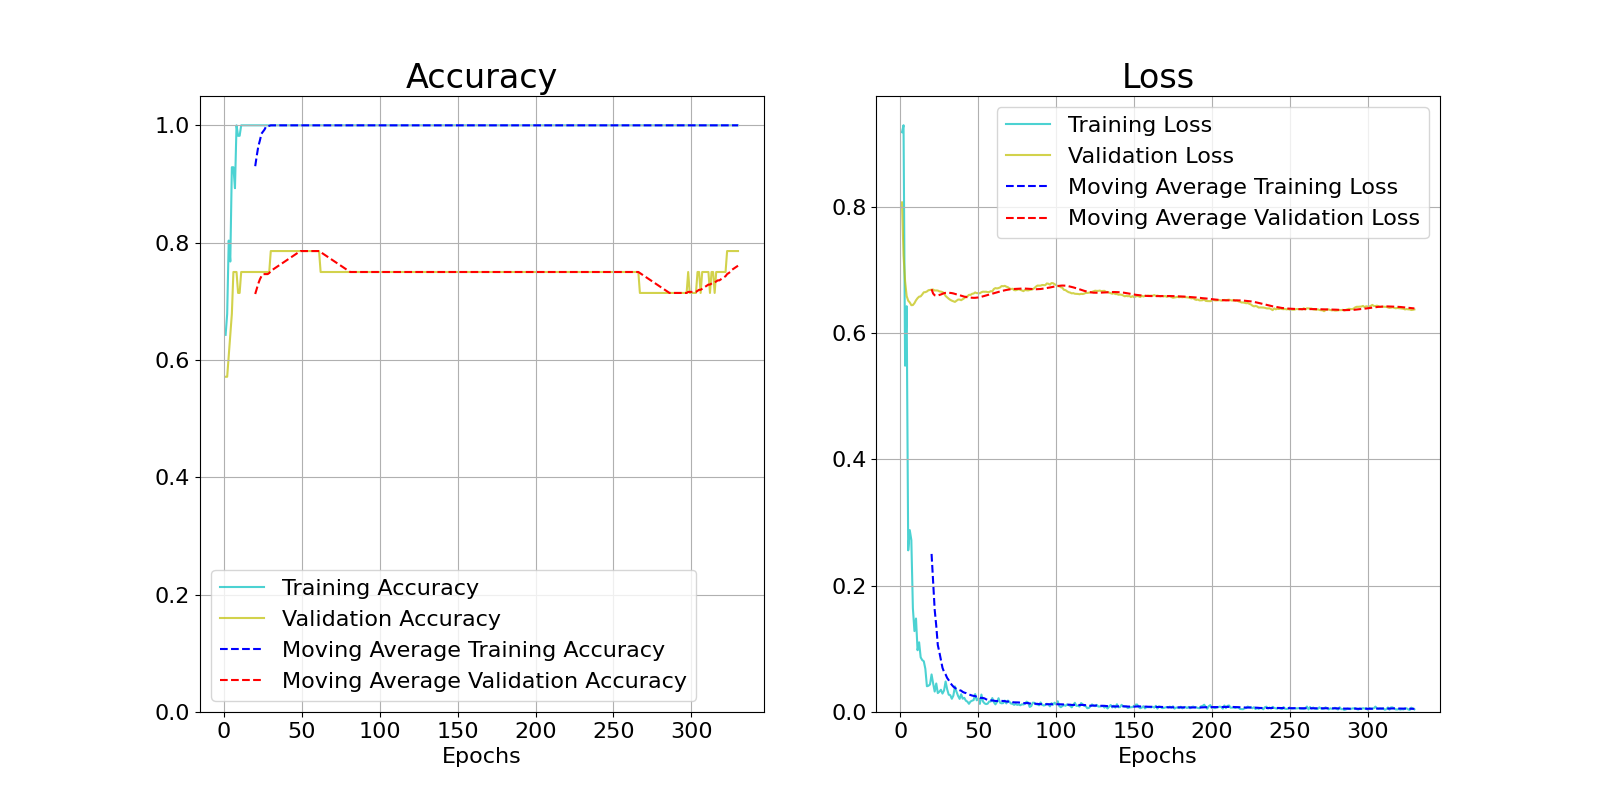 Accuracy
1.0
0.8
0.6
0.4
0.2
0.0
Training Accuracy
Validation Accuracy
Moving Average Training Accuracy
Moving Average Validation Accuracy
0 50 100 150 200 250 300
Epochs
Loss
0.8
0.6
0.4
0.2
0.0
Training Loss
Validation Loss
Moving Average Training Loss
Moving Average Validation Loss
0 50 100 150 200 250 300
Epochs